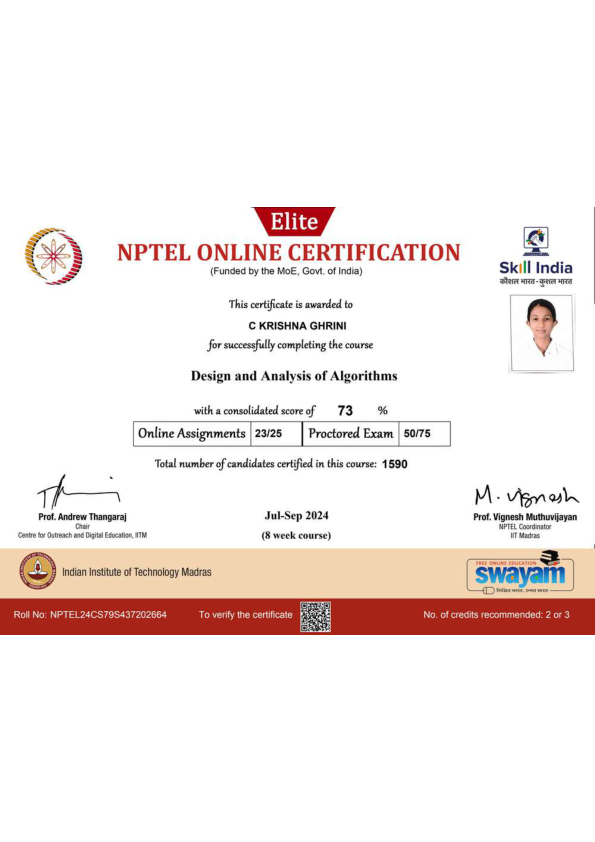 Elite
NPTEL ONLINE CERTIFICATION
(Funded by the MoE, Govt. of India)
Skill India
कौशल भारत - कुशल भारत
This certificate is awarded to
C KRISHNA GHRINI
for successfully completing the course
Design and Analysis of Algorithms
with a consolidated score of 73 %
Online Assignments 23/25 Proctored Exam 50/75
Total number of candidates certified in this course: 1590
M. Vignesh
Prof. Andrew Thangaraj
Chair
Centre for Outreach and Digital Education, IITM
Jul-Sep 2024
(8 week course)
Prof. Vignesh Muthuvijayan
NPTEL Coordinator
IIT Madras
Indian Institute of Technology Madras
FREE ONLINE EDUCATION
swayam
शिक्षित भारत, उन्नत भारत
Roll No: NPTEL24CS79S437202664
To verify the certificate
No. of credits recommended: 2 or 3